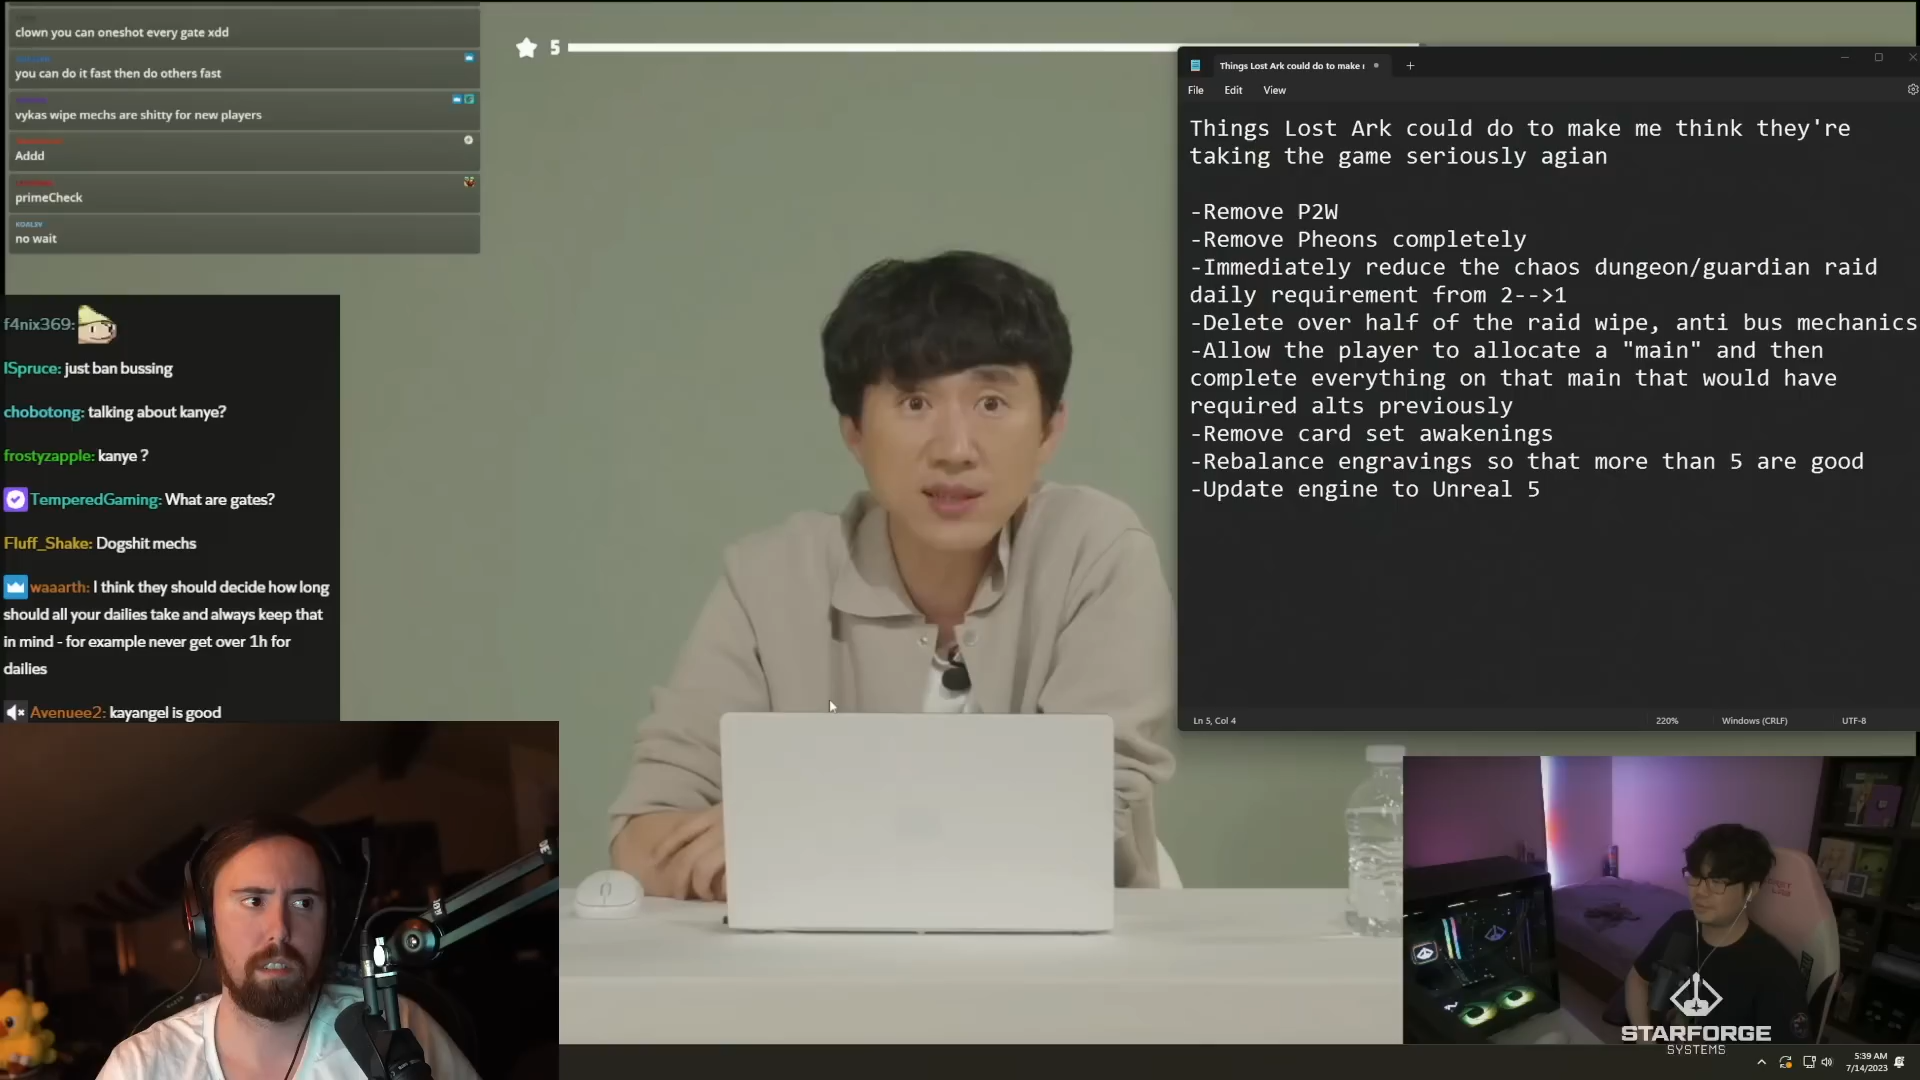 clown you can oneshot every gate xdd
you can do it fast then do others fast
vykas wipe mechs are shitty for new players
Addd
primeCheck
no wait
5
f4nix369:
ISpruce: just ban bussing
chobotong: talking about kanye?
frostyzapple: kanye ?
TemperedGaming: What are gates?
Fluff_Shake: Dogshit mechs
waaarth: I think they should decide how long
should all your dailies take and always keep that
in mind - for example never get over 1h for
dailies
Avenuee2: kayangel is good
Things Lost Ark could do to make
File Edit View
Things Lost Ark could do to make me think they're
taking the game seriously agian
-Remove P2W
-Remove Pheons completely
-Immediately reduce the chaos dungeon/guardian raid
daily requirement from 2-->1
-Delete over half of the raid wipe, anti bus mechanics
-Allow the player to allocate a "main" and then
complete everything on that main that would have
required alts previously
-Remove card set awakenings
-Rebalance engravings so that more than 5 are good
-Update engine to Unreal 5
Ln 5, Col 4
220%
Windows (CRLF)
UTF-8
STARFORGE
SYSTEMS
5:39 AM
7/14/2023